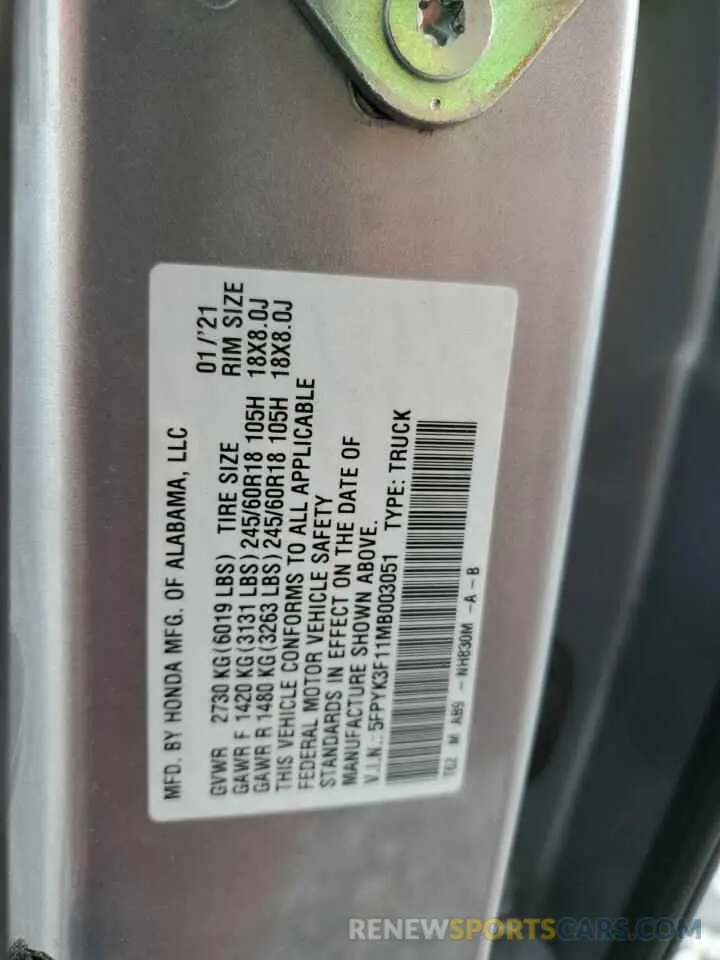 MFD. BY HONDA MFG. OF ALABAMA, LLC 01/'21
GVWR 2730 KG(6019 LBS) TIRE SIZE RIM SIZE
GAWR F 1420 KG(3131 LBS)245/60R18 105H 18X8.0J
GAWR R 1480 KG(3263 LBS)245/60R18 105H 18X8.0J
THIS VEHICLE CONFORMS TO ALL APPLICABLE
FEDERAL MOTOR VEHICLE SAFETY
STANDARDS IN EFFECT ON THE DATE OF
MANUFACTURE SHOWN ABOVE.
V.I.N.: 5FPYK3F11MB003051 TYPE: TRUCK
T6Z M AB9 - NH830M -A - B
RENEWSPORTSCARS.COM